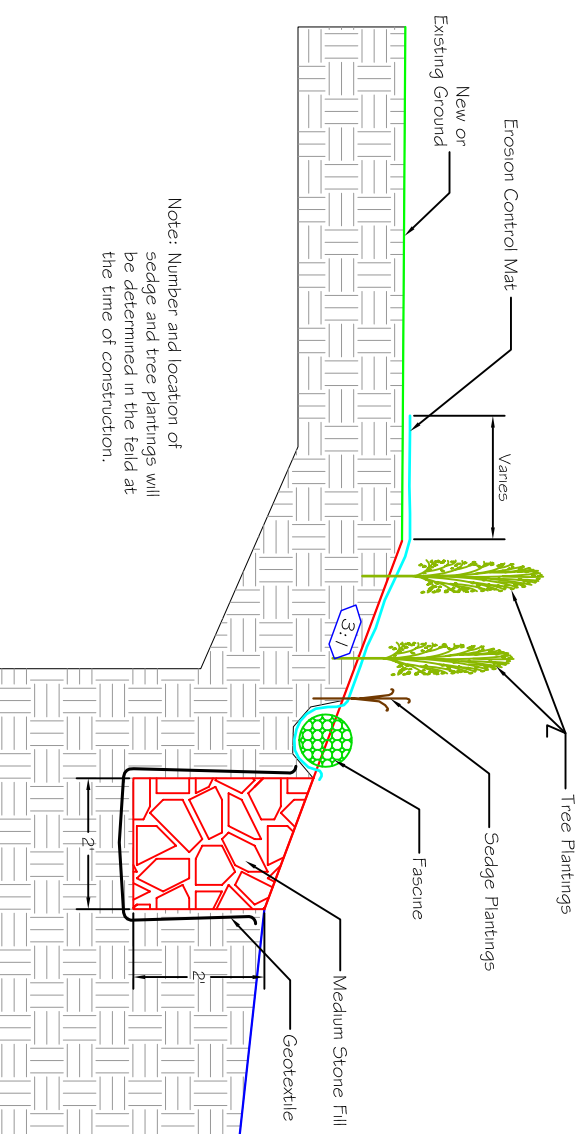 New or
Existing Ground
Erosion Control Mat
Varies
3:1
Tree Plantings
Sedge Plantings
Fascine
Medium Stone Fill
Geotextile
2'
2'
Note: Number and location of
sedge and tree plantings will
be determined in the feild at
the time of construction.